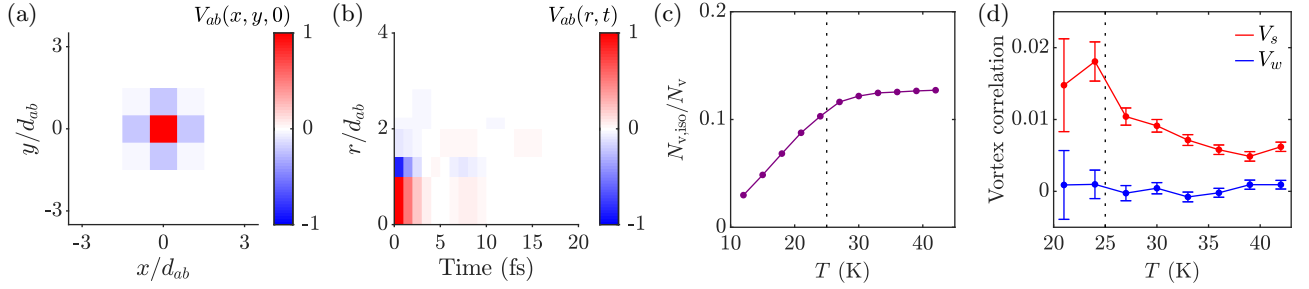 (a)
V_ab(x, y, 0)
3
0
-3
y/d_ab
-3
0
3
x/d_ab
1
0
-1
(b)
V_ab(r, t)
4
2
0
r/d_ab
0
5
10
15
20
Time (fs)
1
0
-1
(c)
0.2
0.1
0
N_v,iso/N_v
10
20
30
40
T (K)
(d)
V_s
V_w
0.02
0.01
0
Vortex correlation
20
25
30
35
40
T (K)